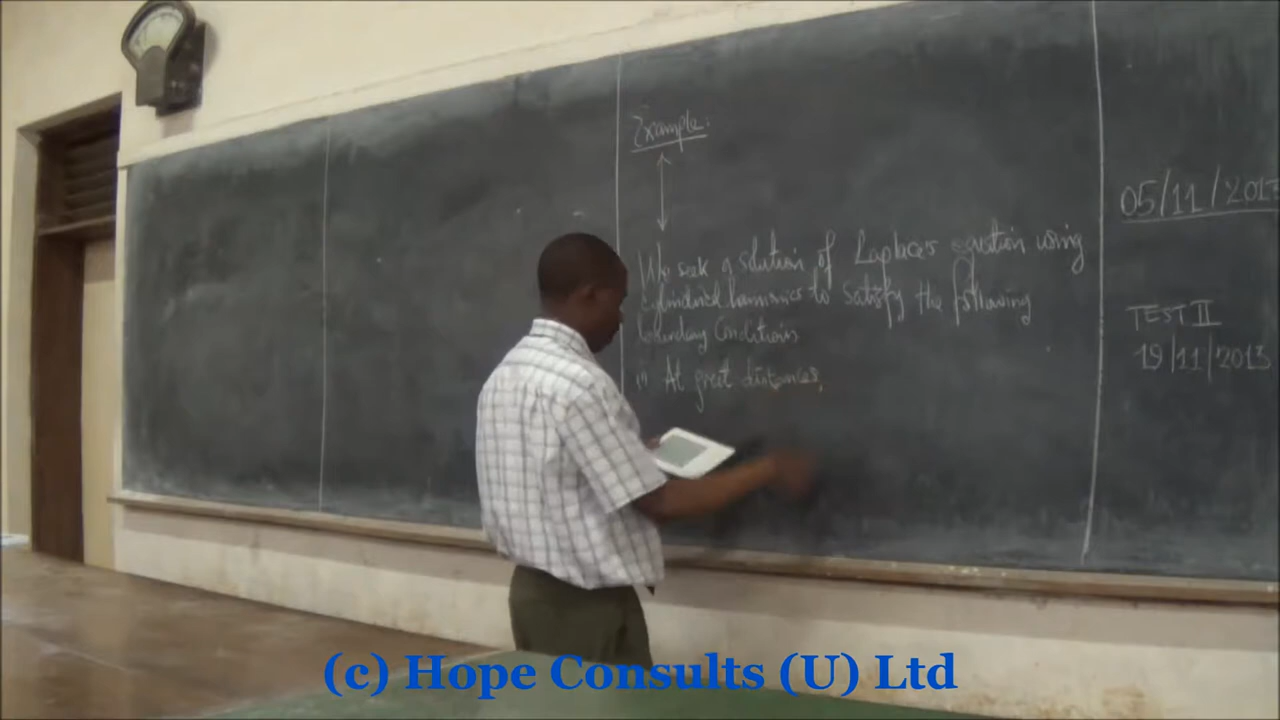 Example:
We seek a solution of Laplace's equation using
Cylindrical harmonics to satisfy the following
boundary Conditions
(i) At great distances,
05/11/2013
TEST II
19/11/2013
(c) Hope Consults (U) Ltd